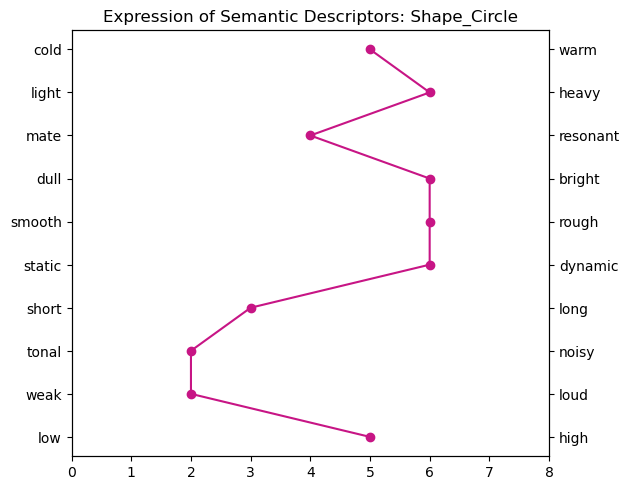 Expression of Semantic Descriptors: Shape_Circle
cold warm
light heavy
mate resonant
dull bright
smooth rough
static dynamic
short long
tonal noisy
weak loud
low high
0 1 2 3 4 5 6 7 8